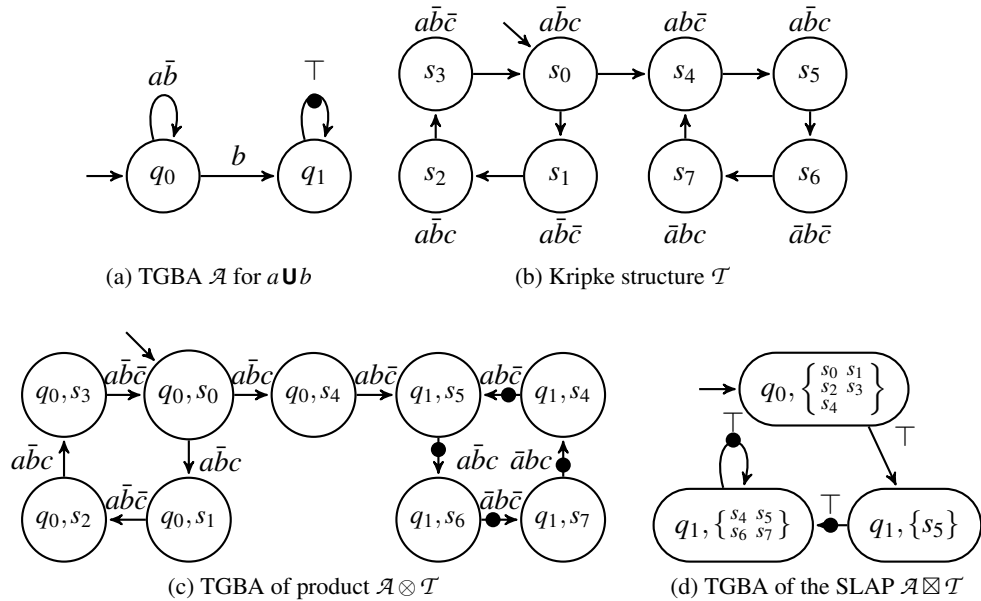 ab̄c̄ ab̄c abc̄ ab̄c
s₃ s₀ s₄ s₅
ab̄ ⊤
q₀ b q₁
s₂ s₁ s₇ s₆
ab̄c ab̄c̄ ābc āb̄c̄
(a) TGBA 𝒜 for a U b
(b) Kripke structure 𝒯
q₀, s₃ ab̄c̄ q₀, s₀ ab̄c q₀, s₄ abc̄ q₁, s₅ abc̄ q₁, s₄
ab̄c ab̄c ab̄c ābc
q₀, s₂ ab̄c̄ q₀, s₁ q₁, s₆ āb̄c̄ q₁, s₇
(c) TGBA of product 𝒜 ⊗ 𝒯
q₀, { s₀ s₁
s₂ s₃
s₄ }
⊤ ⊤
⊤
q₁, { s₄ s₅
s₆ s₇ }
q₁, {s₅}
(d) TGBA of the SLAP 𝒜 ⊠ 𝒯